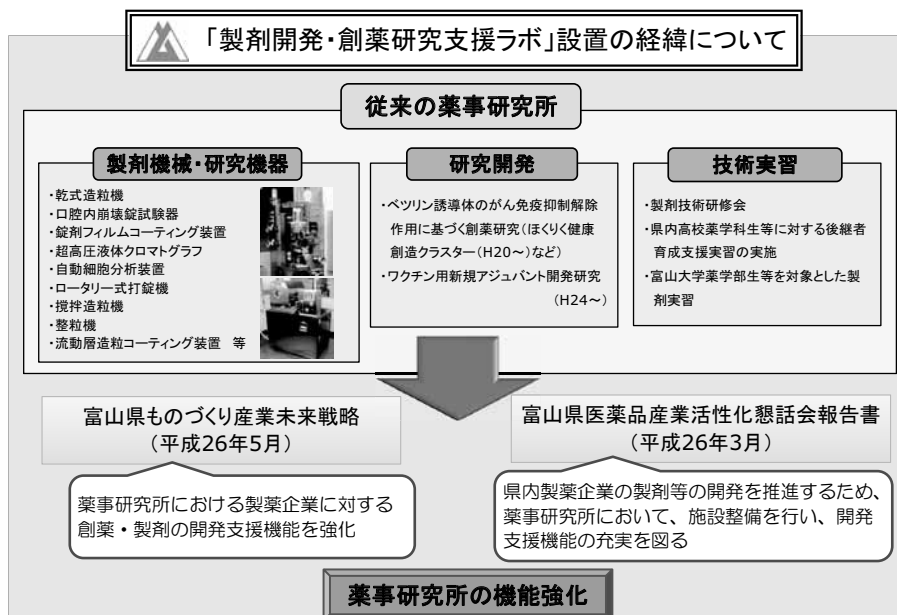 「製剤開発・創薬研究支援ラボ」設置の経緯について
従来の薬事研究所
製剤機械・研究機器
・乾式造粒機
・口腔内崩壊錠試験器
・錠剤フィルムコーティング装置
・超高圧液体クロマトグラフ
・自動細胞分析装置
・ロータリー式打錠機
・撹拌造粒機
・整粒機
・流動層造粒コーティング装置　等
研究開発
・ベツリン誘導体のがん免疫抑制解除
作用に基づく創薬研究（ほくりく健康
創造クラスター（H20～）など）
・ワクチン用新規アジュバント開発研究
（H24～）
技術実習
・製剤技術研修会
・県内高校薬学科生等に対する後継者
育成支援実習の実施
・富山大学薬学部生等を対象とした製
剤実習
富山県ものづくり産業未来戦略
（平成26年5月）
薬事研究所における製薬企業に対する
創薬・製剤の開発支援機能を強化
富山県医薬品産業活性化懇話会報告書
（平成26年3月）
県内製薬企業の製剤等の開発を推進するため、
薬事研究所において、施設整備を行い、開発
支援機能の充実を図る
薬事研究所の機能強化